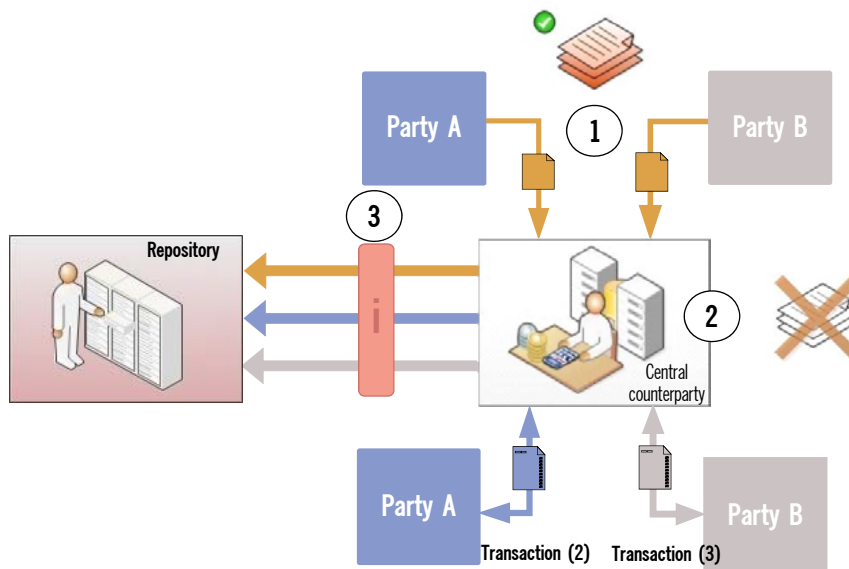 Party A
1
Party B
3
Repository
i
2
Central
counterparty
Party A
Party B
Transaction (2)
Transaction (3)